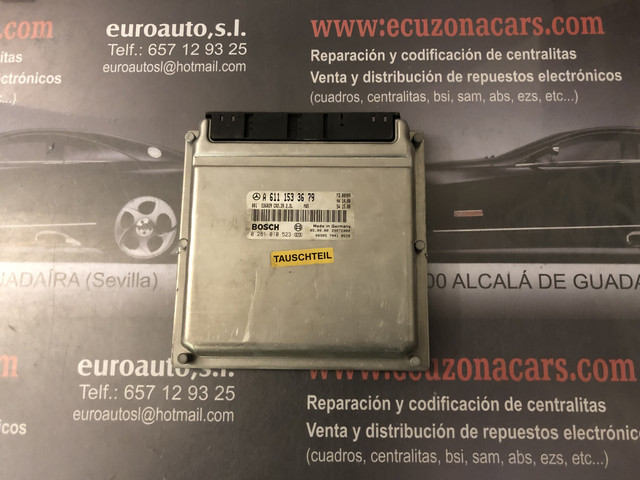 euroauto,s.l.
Telf.: 657 12 93 25
euroautosl@hotmail.com
www.ecuzonacars.com
Reparación y codificación de centralitas
Venta y distribución de repuestos electrónicos
(cuadros, centralitas, bsi, sam, abs, ezs, etc...)
A 611 153 36 79
BOSCH
Made in Germany
0 281 010 523
TAUSCHTEIL
UADAÍRA (Sevilla)
00 ALCALÁ DE GUADA
euroauto,s.l.
Telf.: 657 12 93 25
euroautosl@hotmail.com
www.ecuzonacars.com
Reparación y codificación de centralitas
Venta y distribución de repuestos electrónicos
(cuadros, centralitas, bsi, sam, abs, ezs, etc...)